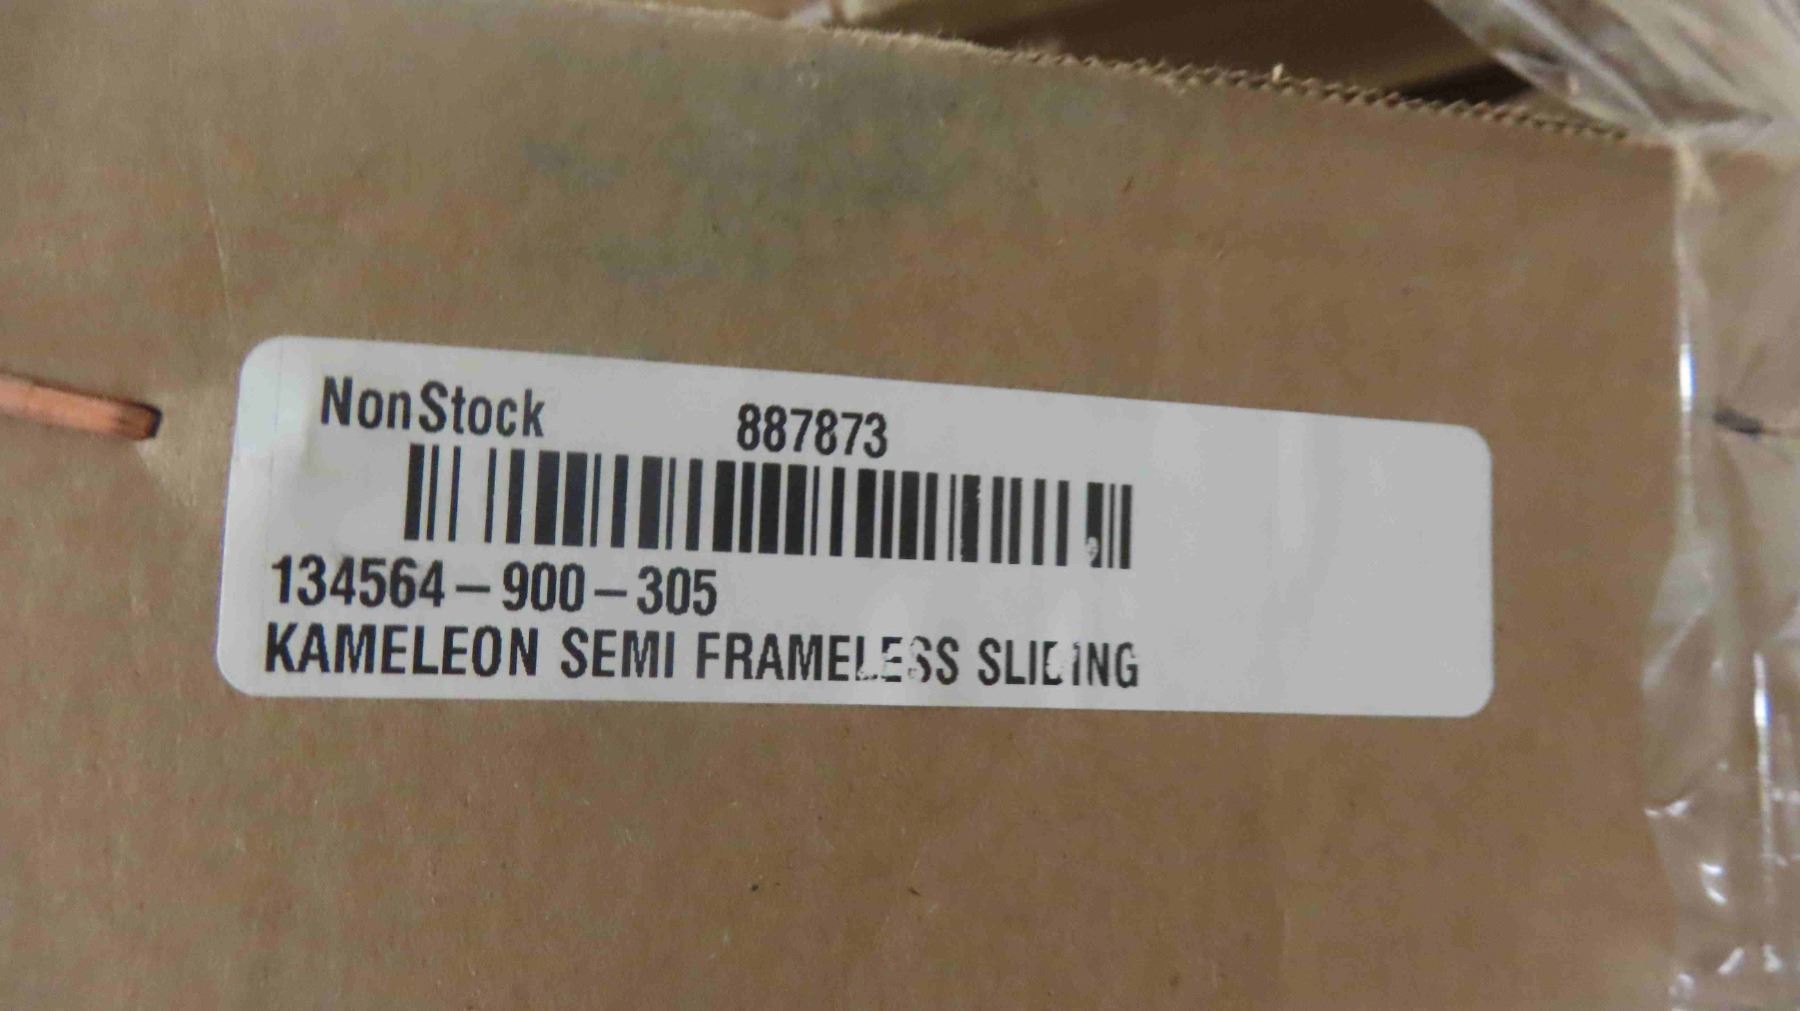 NonStock 887873
134564-900-305
KAMELEON SEMI FRAMELESS SLIDING